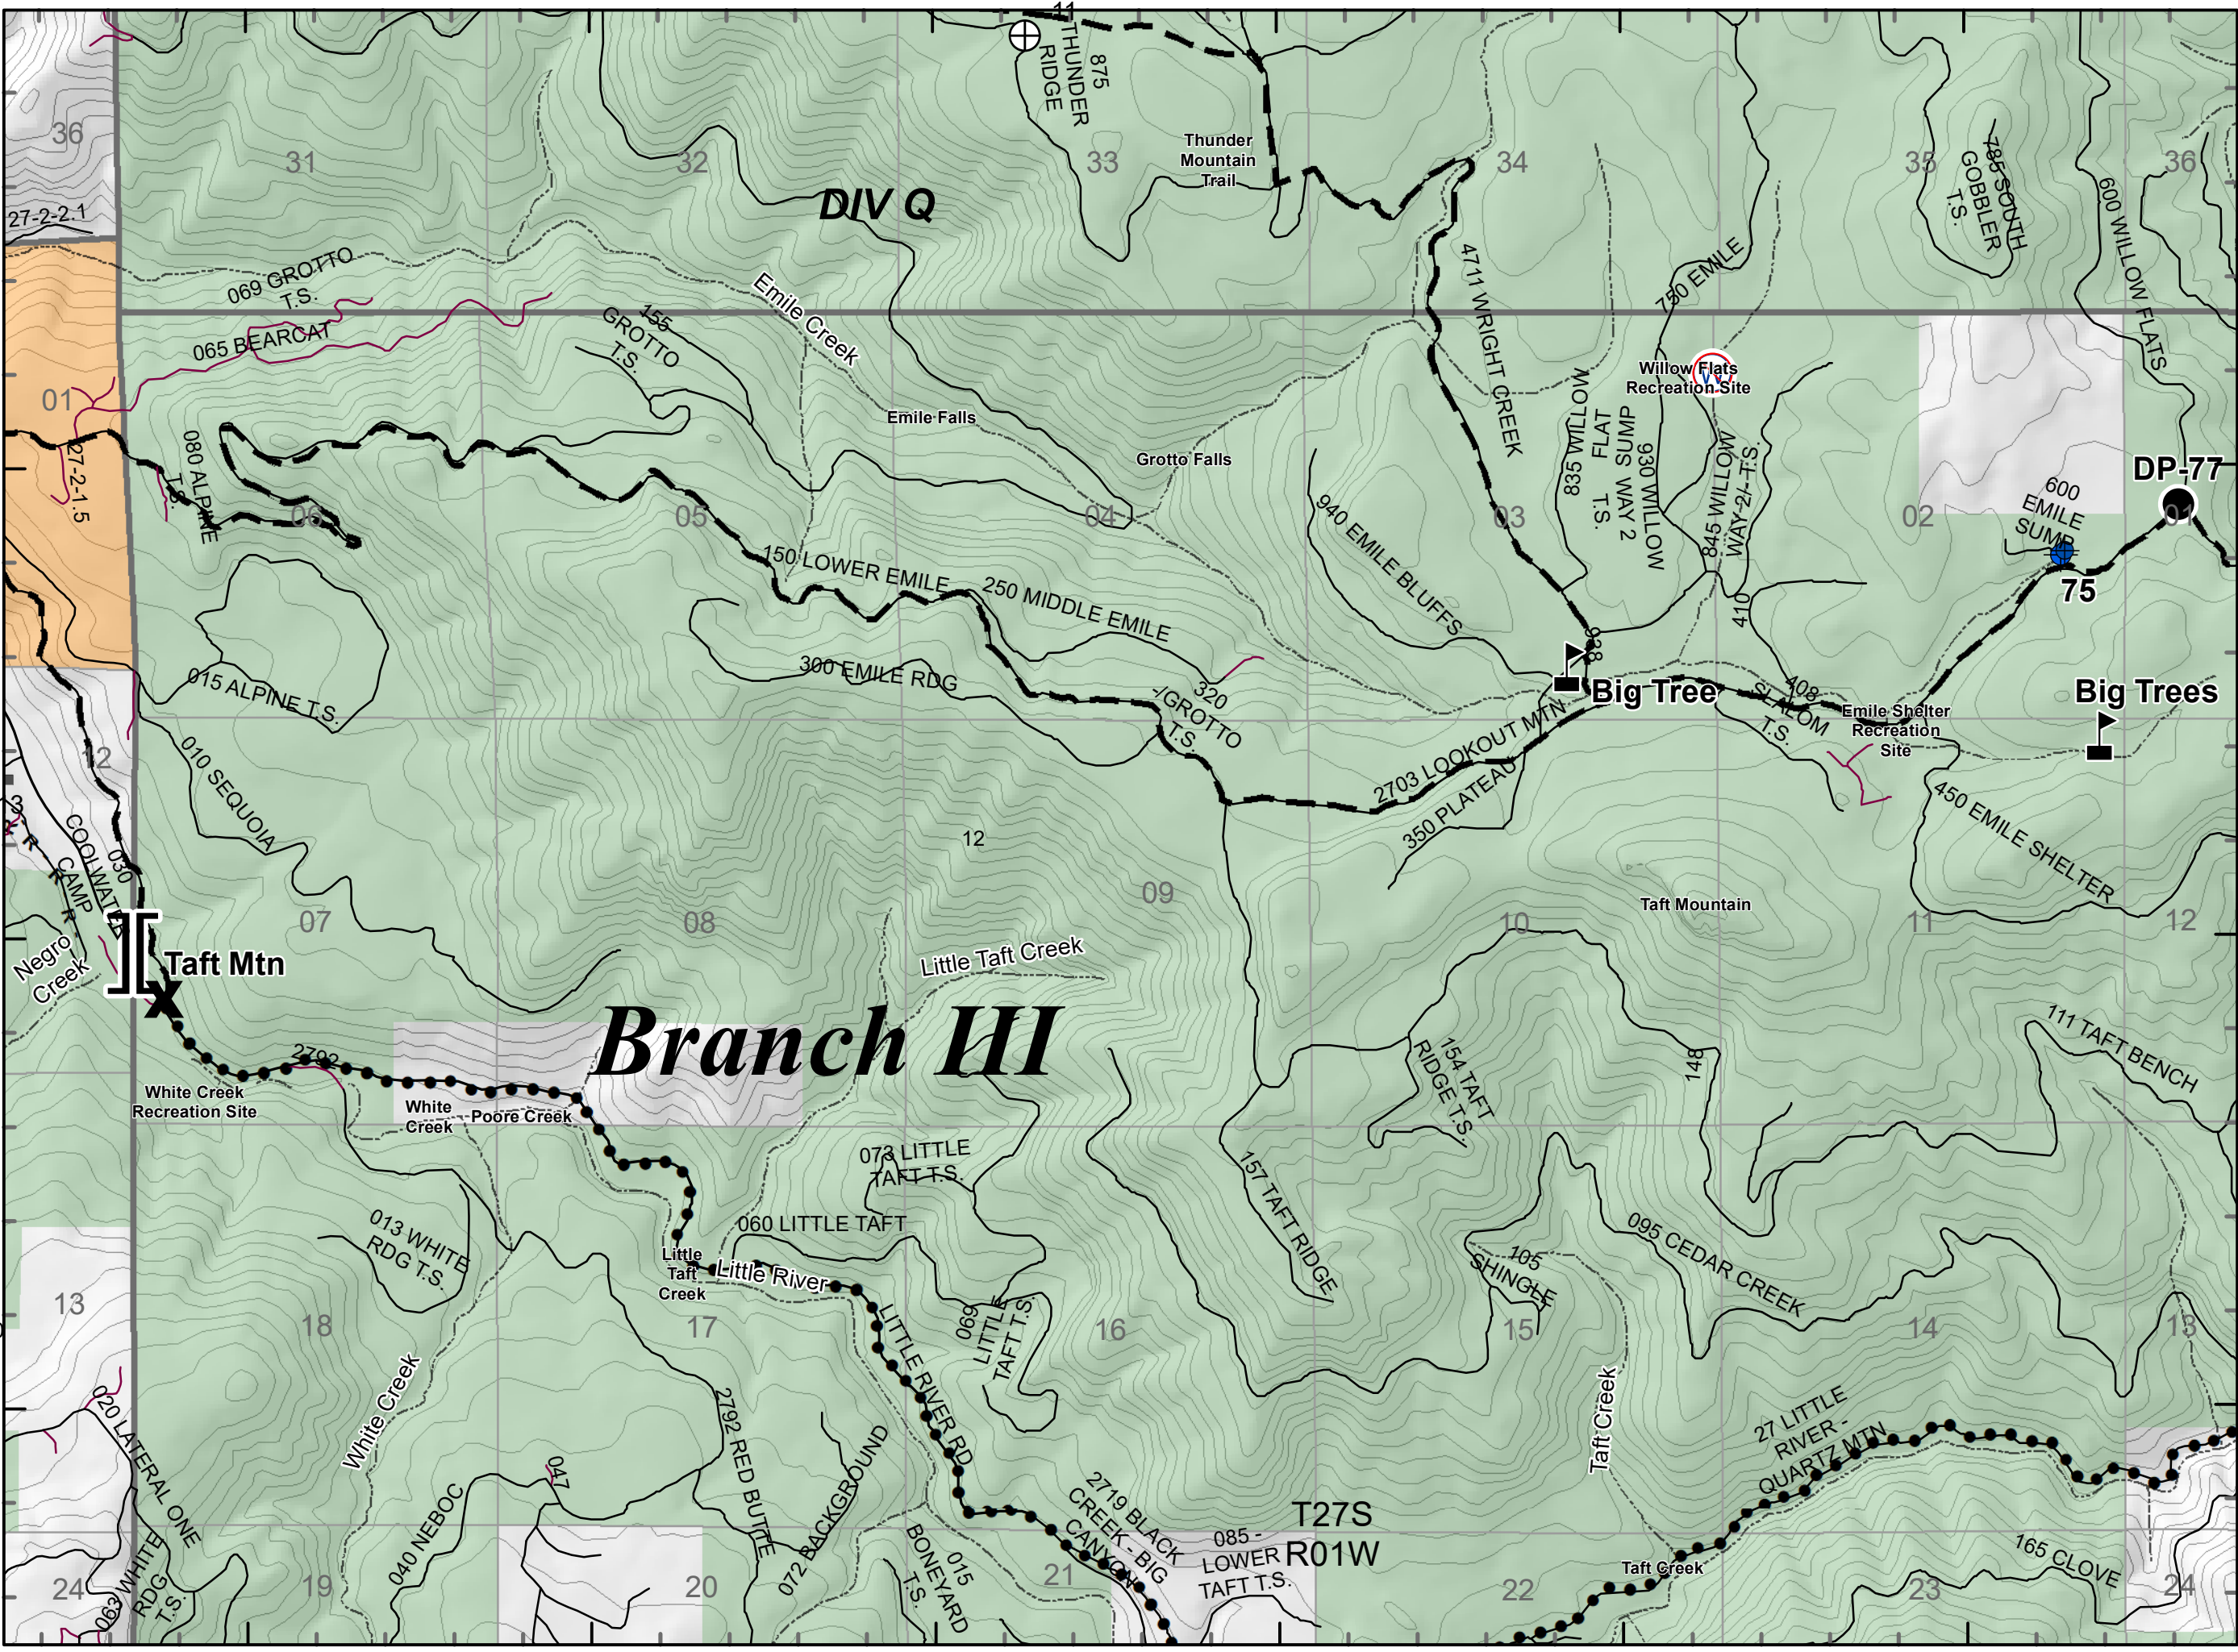 11
THUNDER
RIDGE
875
36
31
32
33
34
35
36
Thunder
Mountain
Trail
785 SOUTH
GOBBLER
T.S.
600 WILLOW FLATS
DIV Q
27-2-2.1
069 GROTTO
T.S.
065 BEARCAT
155
GROTTO
T.S.
Emile Creek
4711 WRIGHT CREEK
750 EMILE
Willow Flats
Recreation Site
01
27-2-1.5
080 ALPINE
T.S.
Emile Falls
Grotto Falls
835 WILLOW
FLAT
T.S.
SUMP
WAY 2
930 WILLOW
845 WILLOW
WAY 2/- T.S.
DP-77
600
EMILE
SUMP
75
06
05
04
03
02
01
940 EMILE BLUFFS
150 LOWER EMILE
250 MIDDLE EMILE
410
938
300 EMILE RDG
320
-/GROTTO
T.S.
015 ALPINE T.S.
Big Tree
408
SLALOM
T.S.
Emile Shelter
Recreation
Site
Big Trees
12
010 SEQUOIA
2703 LOOKOUT MTN
350 PLATEAU
450 EMILE SHELTER
3
R
R
R
COOLWATER
CAMP
030
12
09
Taft Mountain
07
08
10
11
12
Negro
Creek
Taft Mtn
X
Little Taft Creek
Branch III
111 TAFT BENCH
2792
White Creek
Recreation Site
White
Creek
Poore Creek
154 TAFT
RIDGE T.S.
148
073 LITTLE
TAFT T.S.
157 TAFT RIDGE
013 WHITE
RDG T.S.
060 LITTLE TAFT
Little
Taft
Creek
Little River
095 CEDAR CREEK
105
SHINGLE
13
18
17
069
LITTLE
TAFT T.S.
16
15
14
13
LITTLE RIVER RD
White Creek
Taft Creek
020 LATERAL ONE
2792 RED BUTTE
27 LITTLE
RIVER -
QUARTZ MTN
047
040 NEBOC
072 BACKGROUND
2719 BLACK
CREEK - BIG
CANYON
T27S
R01W
085 -
LOWER
TAFT T.S.
015
BONEYARD
T.S.
063 WHITE
RDG
T.S.
Taft Creek
165 CLOVE
24
19
20
21
22
23
24